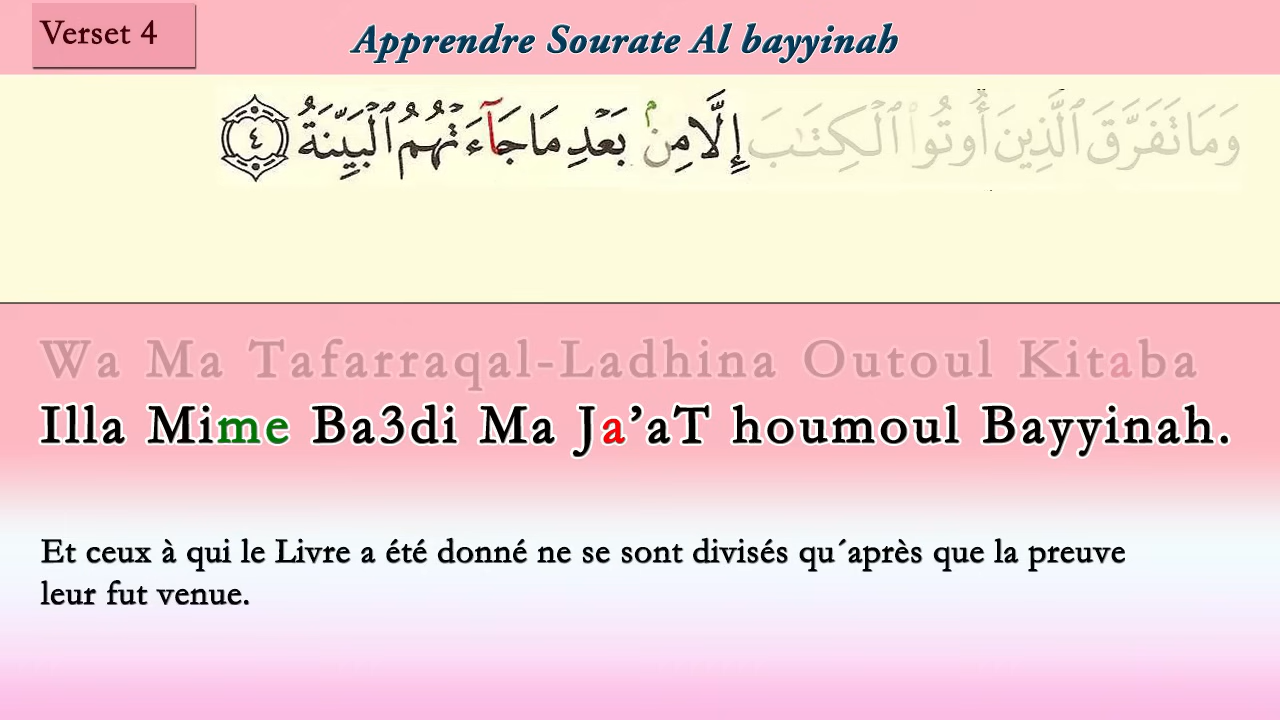 Verset 4
Apprendre Sourate Al bayyinah
وَمَا تَفَرَّقَ ٱلَّذِينَ أُوتُوا۟ ٱلْكِتَـٰبَ إِلَّا مِنۢ بَعْدِ مَا جَآءَتْهُمُ ٱلْبَيِّنَةُ ٤
Wa Ma Tafarraqal-Ladhina Outoul Kitaba
Illa Mime Ba3di Ma Ja’aT houmoul Bayyinah.
Et ceux à qui le Livre a été donné ne se sont divisés qu´après que la preuve
leur fut venue.